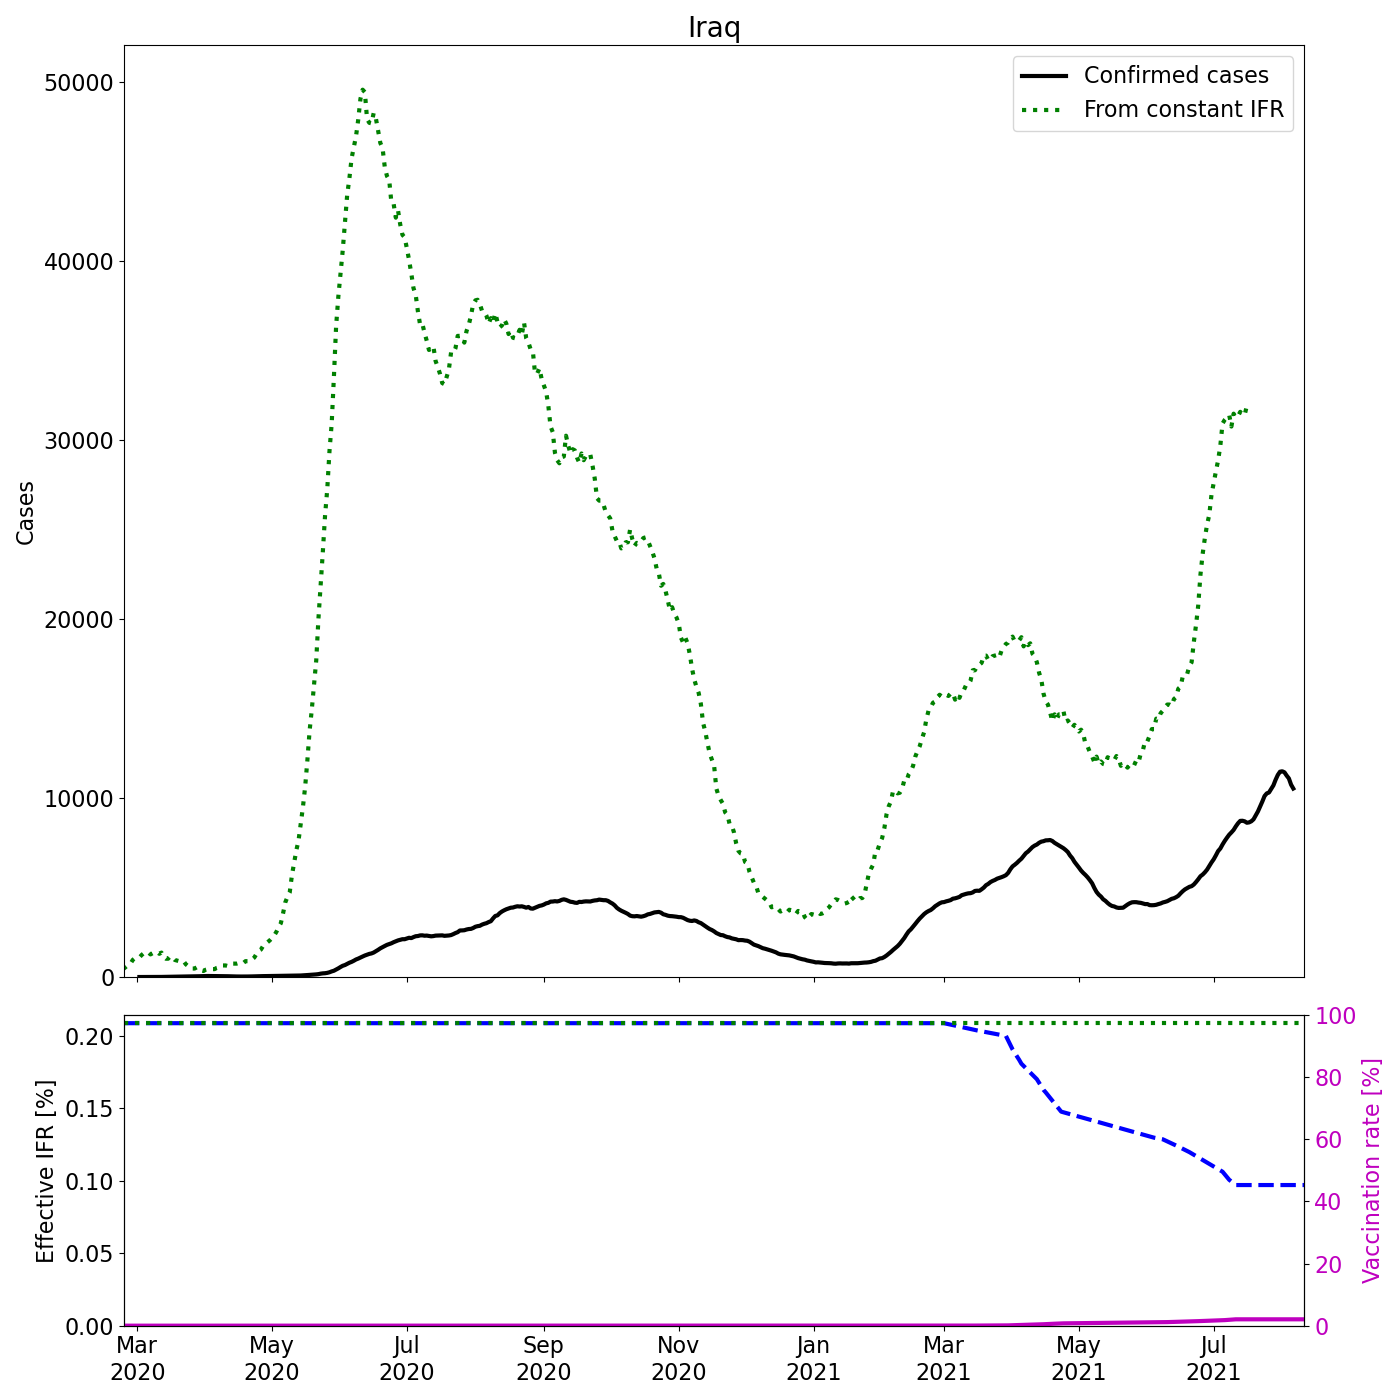 Iraq
Confirmed cases
From constant IFR
50000
40000
30000
20000
10000
0
Cases
0.20
0.15
0.10
0.05
0.00
Effective IFR [%]
100
80
60
40
20
0
Vaccination rate [%]
Mar May Jul Sep Nov Jan Mar May Jul
2020 2020 2020 2020 2020 2021 2021 2021 2021